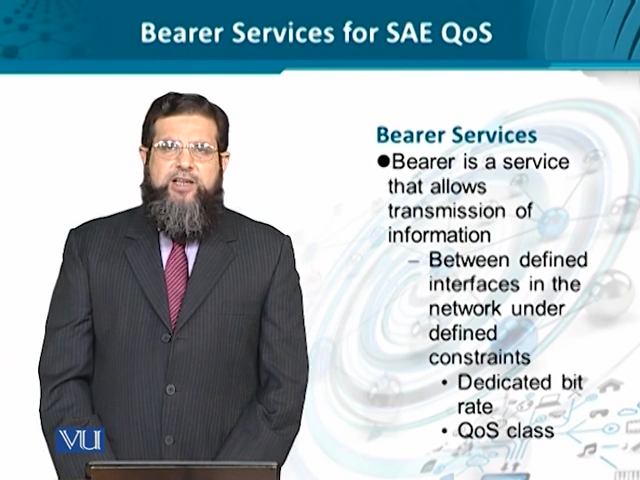 Bearer Services for SAE QoS
Bearer Services
●Bearer is a service
that allows
transmission of
information
– Between defined
interfaces in the
network under
defined
constraints
• Dedicated bit
rate
• QoS class
VU